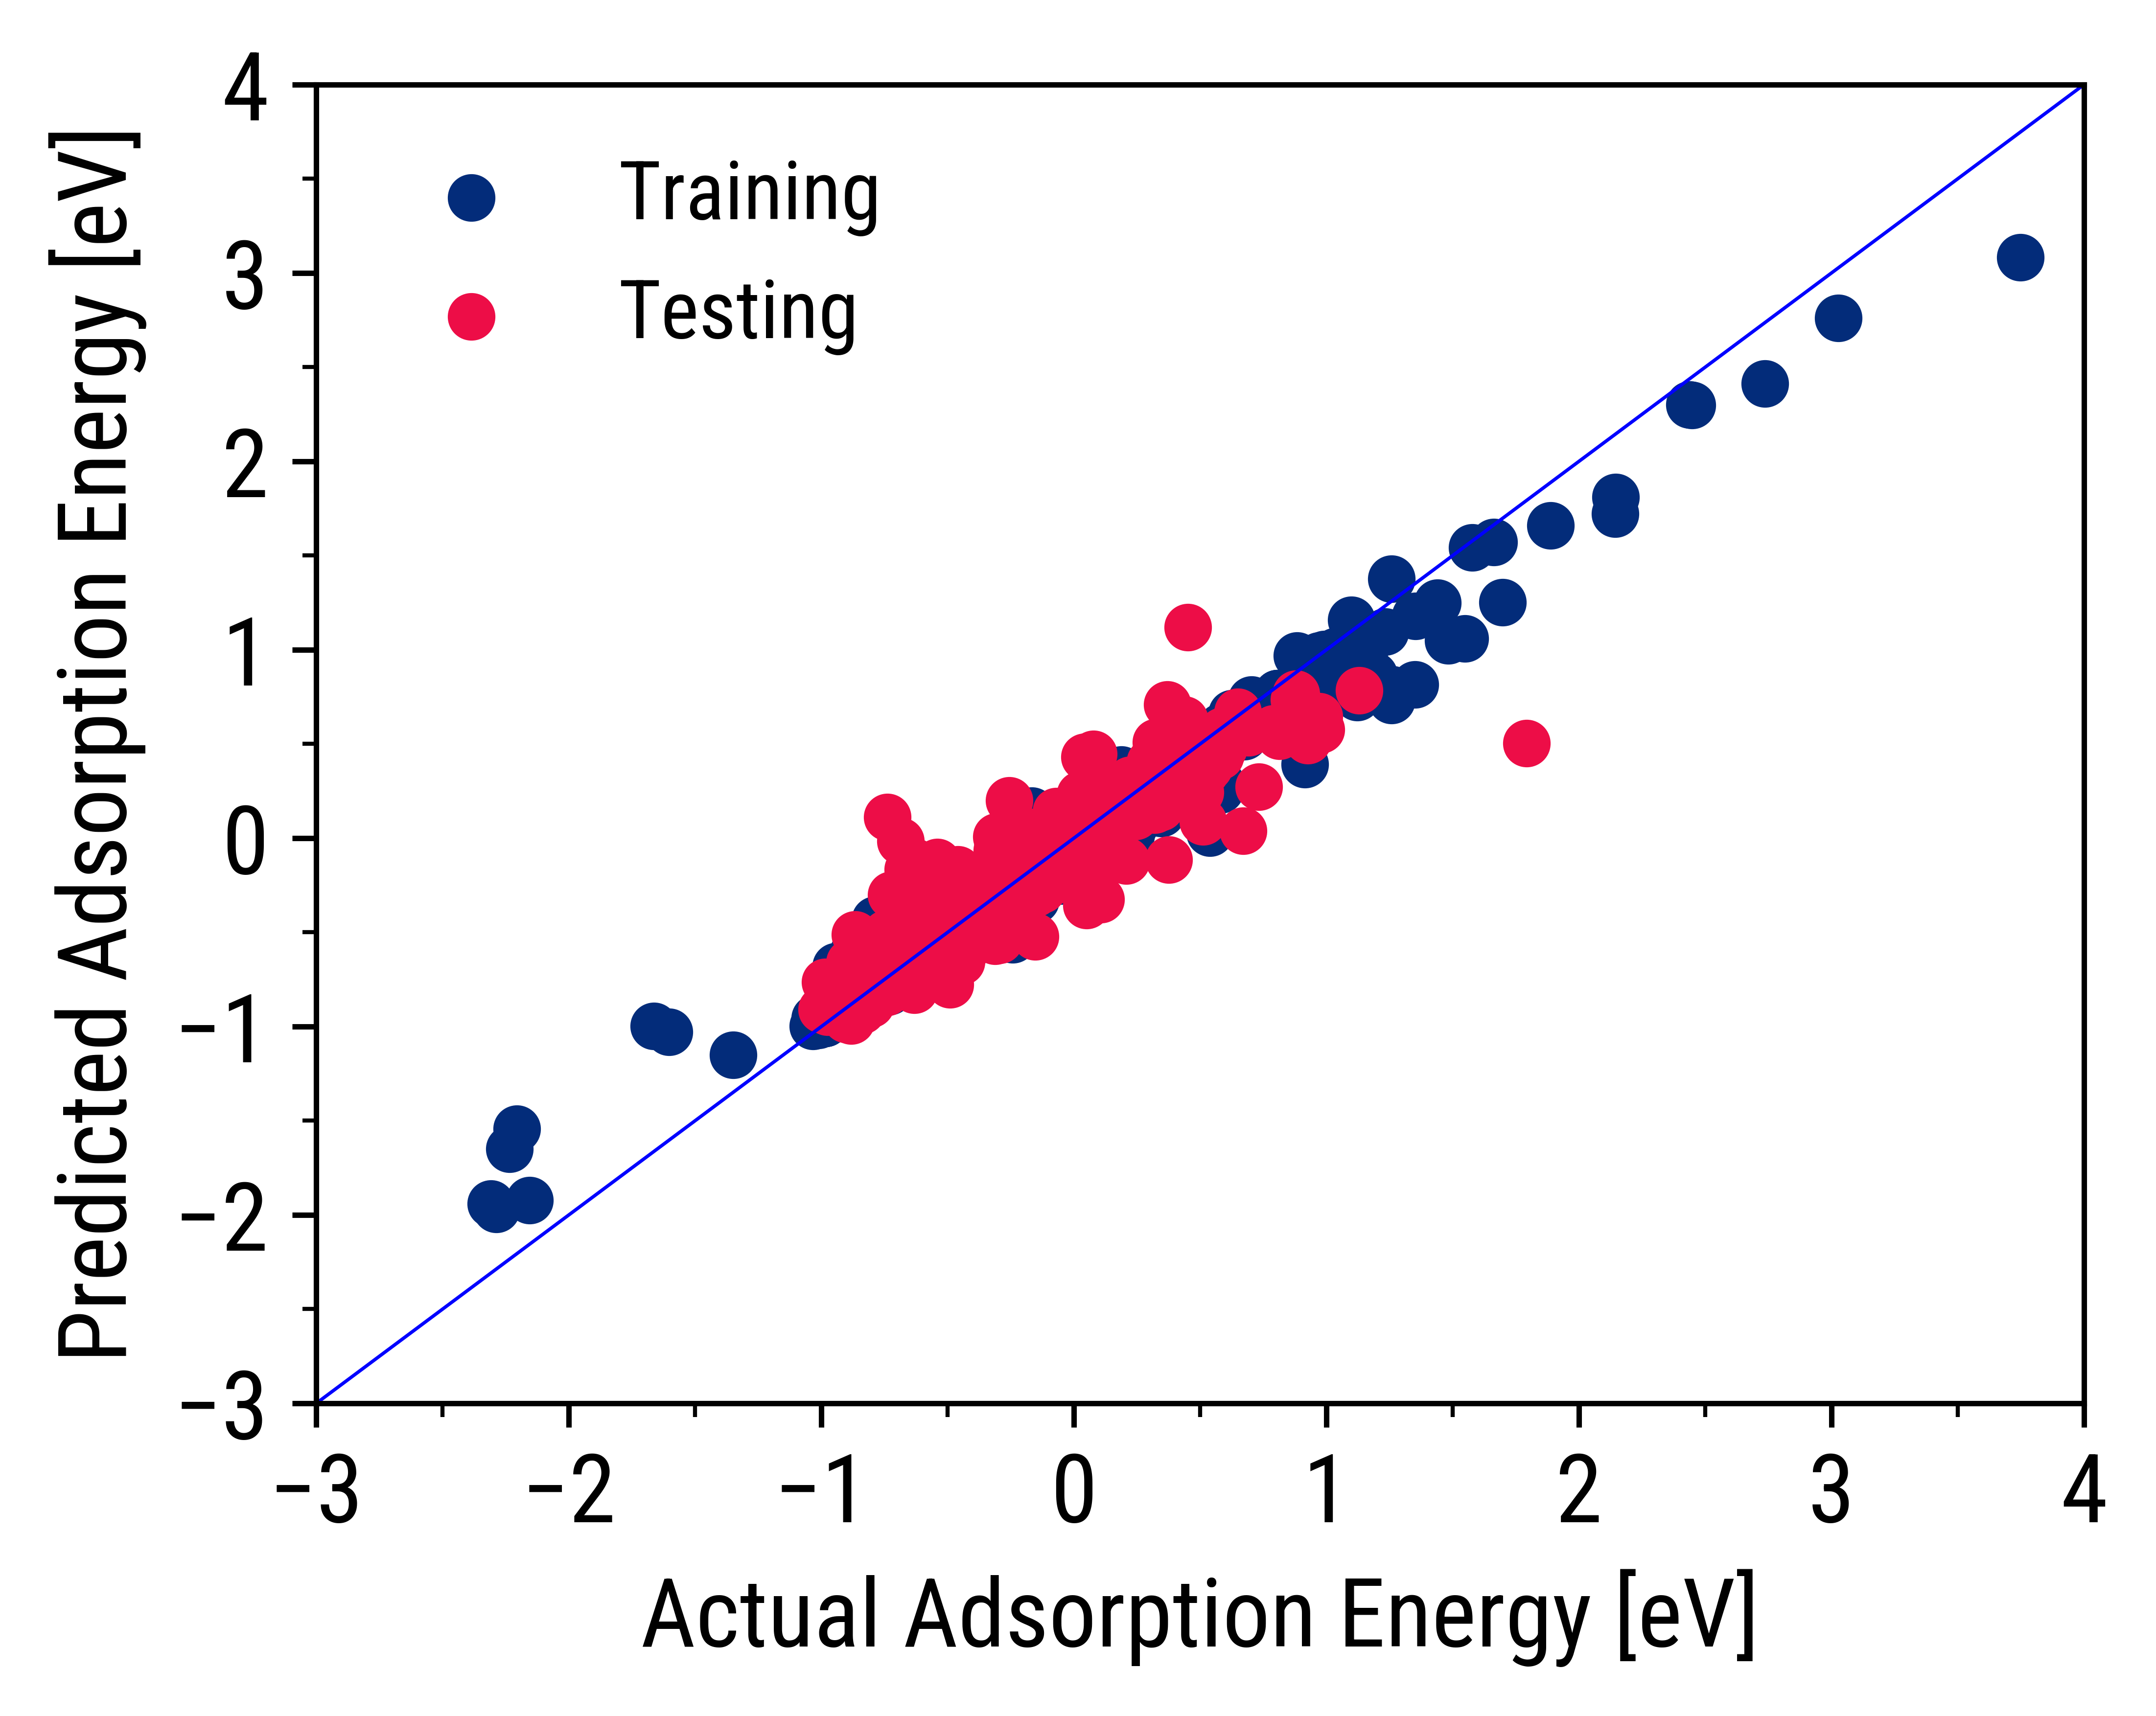 Predicted Adsorption Energy [eV]
4
3
2
1
0
−1
−2
−3
Training
Testing
−3 −2 −1 0 1 2 3 4
Actual Adsorption Energy [eV]